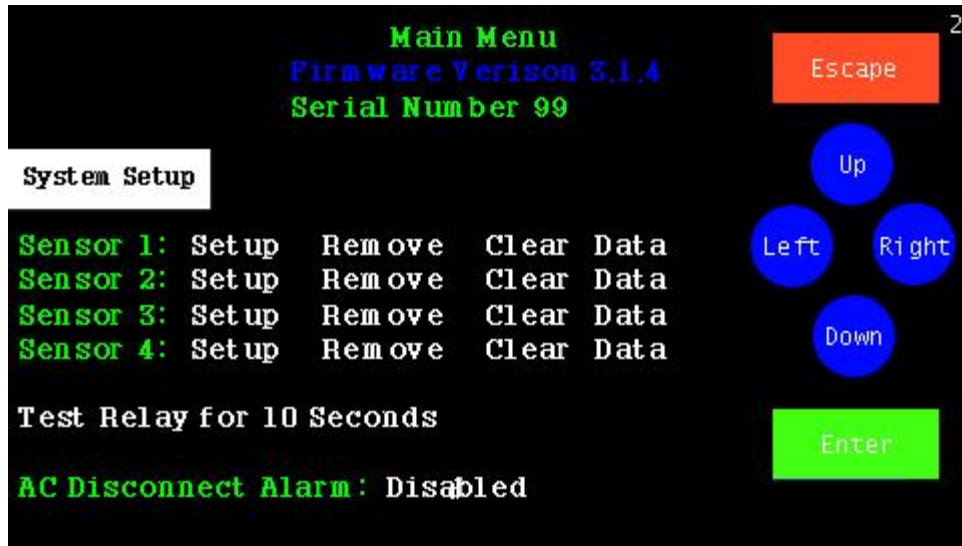 Main Menu
Firmware Verison 3.1.4
Serial Number 99
System Setup
Sensor 1: Setup Remove Clear Data
Sensor 2: Setup Remove Clear Data
Sensor 3: Setup Remove Clear Data
Sensor 4: Setup Remove Clear Data
Test Relay for 10 Seconds
AC Disconnect Alarm: Disabled
2
Escape
Up
Left Right
Down
Enter